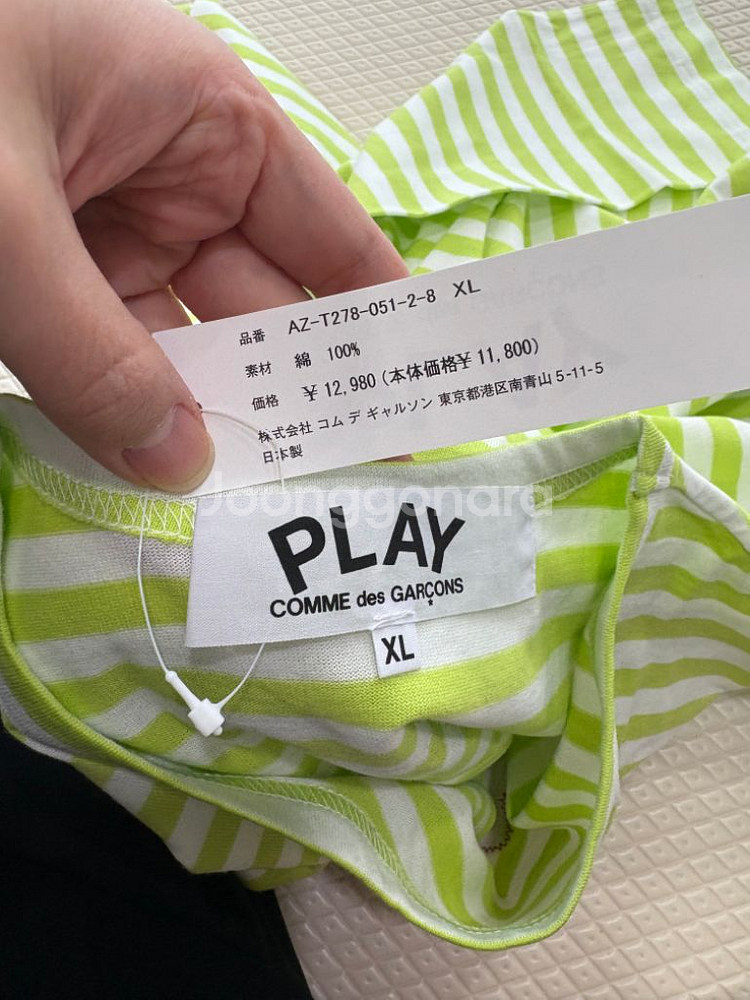 品番 AZ-T278-051-2-8 XL
素材 綿 100%
価格 ¥ 12,980 (本体価格¥ 11,800)
株式会社 コム デ ギャルソン 東京都港区南青山 5-11-5
日本製
Joonggonara
PLAY
COMME des GARÇONS
XL